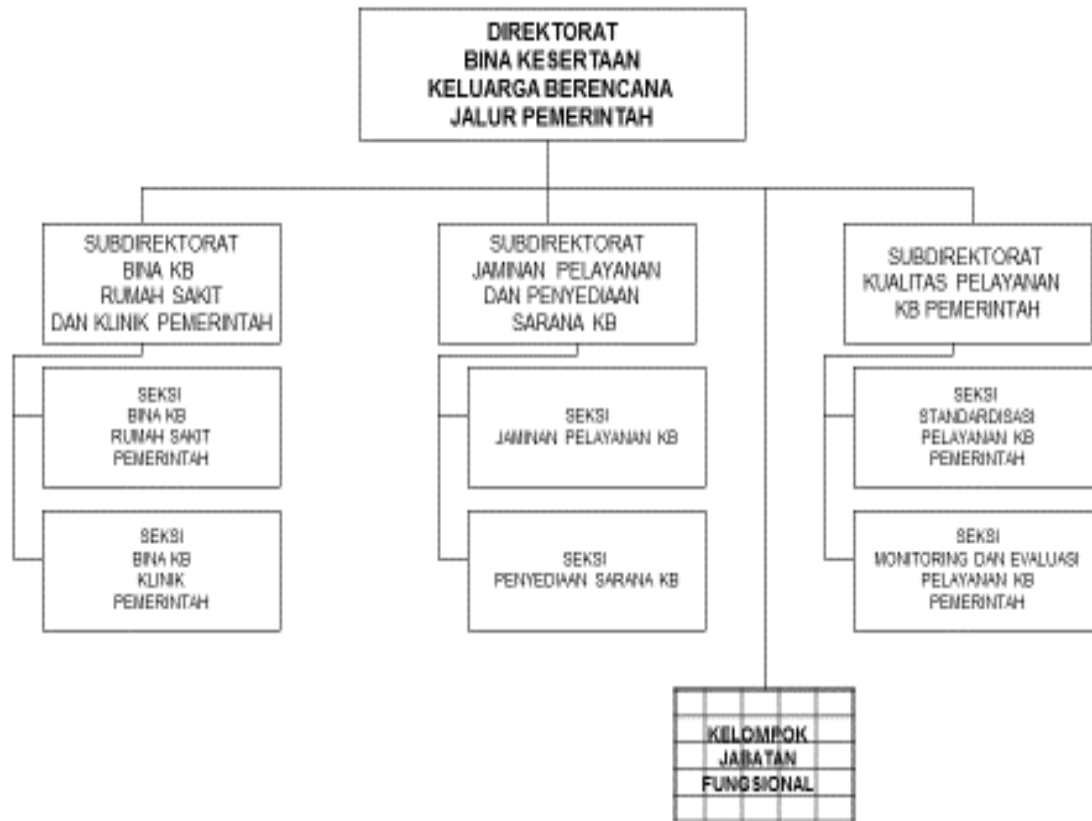 DIREKTORAT
BINA KESERTAAN
KELUARGA BERENCANA
JALUR PEMERINTAH
SUBDIREKTORAT
BINA KB
RUMAH SAKIT
DAN KLINIK PEMERINTAH
SUBDIREKTORAT
JAMINAN PELAYANAN
DAN PENYEDIAAN
SARANA KB
SUBDIREKTORAT
KUALITAS PELAYANAN
KB PEMERINTAH
SEKSI
BINA KB
RUMAH SAKIT
PEMERINTAH
SEKSI
JAMINAN PELAYANAN KB
SEKSI
STANDARDISASI
PELAYANAN KB
PEMERINTAH
SEKSI
BINA KB
KLINIK
PEMERINTAH
SEKSI
PENYEDIAAN SARANA KB
SEKSI
MONITORING DAN EVALUASI
PELAYANAN KB
PEMERINTAH
KELOMPOK
JABATAN
FUNGSIONAL